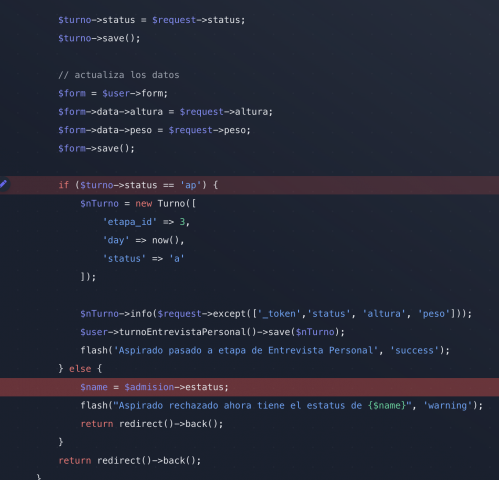 $turno->status = $request->status;
$turno->save();
// actualiza los datos
$form = $user->form;
$form->data->altura = $request->altura;
$form->data->peso = $request->peso;
$form->save();
if ($turno->status == 'ap') {
$nTurno = new Turno([
'etapa_id' => 3,
'day' => now(),
'status' => 'a'
]);
$nTurno->info($request->except(['_token','status', 'altura', 'peso']));
$user->turnoEntrevistaPersonal()->save($nTurno);
flash('Aspirado pasado a etapa de Entrevista Personal', 'success');
} else {
$name = $admision->estatus;
flash("Aspirado rechazado ahora tiene el estatus de {$name}", 'warning');
return redirect()->back();
}
return redirect()->back();
}